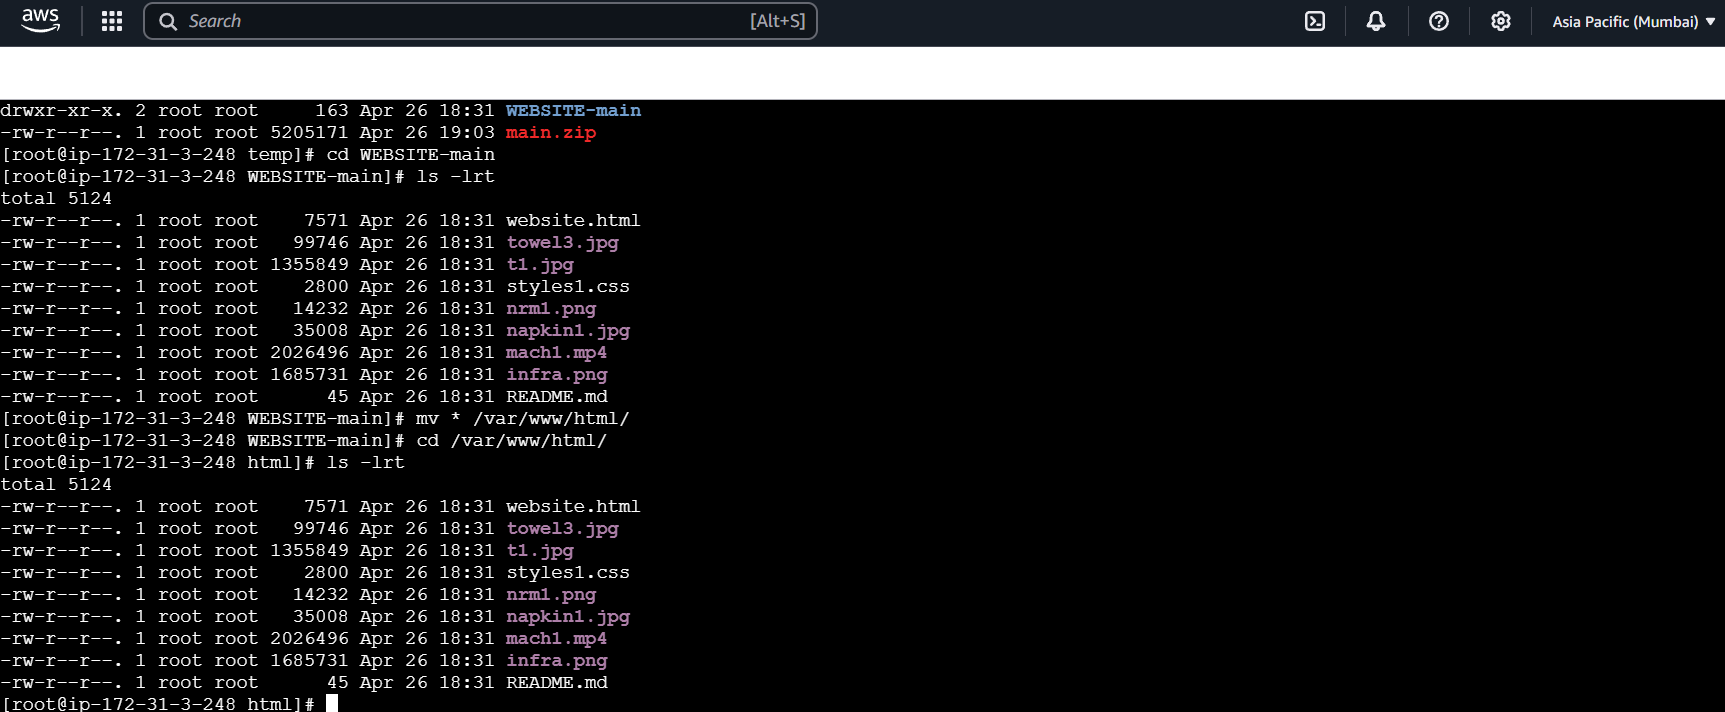 aws Search [Alt+S] Asia Pacific (Mumbai)
drwxr-xr-x. 2 root root     163 Apr 26 18:31 WEBSITE-main
-rw-r--r--. 1 root root 5205171 Apr 26 19:03 main.zip
[root@ip-172-31-3-248 temp]# cd WEBSITE-main
[root@ip-172-31-3-248 WEBSITE-main]# ls -lrt
total 5124
-rw-r--r--. 1 root root    7571 Apr 26 18:31 website.html
-rw-r--r--. 1 root root   99746 Apr 26 18:31 towel3.jpg
-rw-r--r--. 1 root root 1355849 Apr 26 18:31 t1.jpg
-rw-r--r--. 1 root root    2800 Apr 26 18:31 styles1.css
-rw-r--r--. 1 root root   14232 Apr 26 18:31 nrm1.png
-rw-r--r--. 1 root root   35008 Apr 26 18:31 napkin1.jpg
-rw-r--r--. 1 root root 2026496 Apr 26 18:31 mach1.mp4
-rw-r--r--. 1 root root 1685731 Apr 26 18:31 infra.png
-rw-r--r--. 1 root root      45 Apr 26 18:31 README.md
[root@ip-172-31-3-248 WEBSITE-main]# mv * /var/www/html/
[root@ip-172-31-3-248 WEBSITE-main]# cd /var/www/html/
[root@ip-172-31-3-248 html]# ls -lrt
total 5124
-rw-r--r--. 1 root root    7571 Apr 26 18:31 website.html
-rw-r--r--. 1 root root   99746 Apr 26 18:31 towel3.jpg
-rw-r--r--. 1 root root 1355849 Apr 26 18:31 t1.jpg
-rw-r--r--. 1 root root    2800 Apr 26 18:31 styles1.css
-rw-r--r--. 1 root root   14232 Apr 26 18:31 nrm1.png
-rw-r--r--. 1 root root   35008 Apr 26 18:31 napkin1.jpg
-rw-r--r--. 1 root root 2026496 Apr 26 18:31 mach1.mp4
-rw-r--r--. 1 root root 1685731 Apr 26 18:31 infra.png
-rw-r--r--. 1 root root      45 Apr 26 18:31 README.md
[root@ip-172-31-3-248 html]#